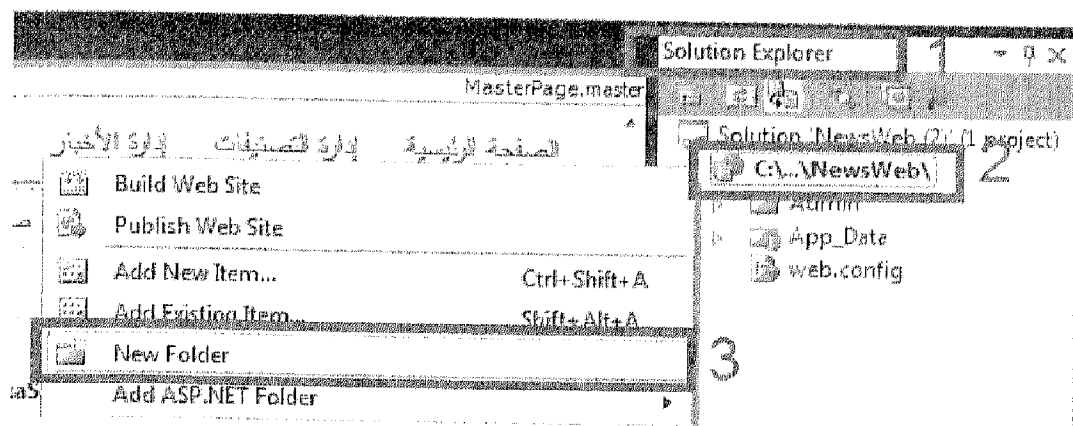 Solution Explorer 1
MasterPage.master
الصفحة الرئيسية إدارة التصنيفات إدارة الأخبار
Solution 'NewsWeb (2)' (1 project)
C:\...\NewsWeb\ 2
Admin
App_Data
web.config
Build Web Site
Publish Web Site
Add New Item... Ctrl+Shift+A
Add Existing Item... Shift+Alt+A
New Folder 3
Add ASP.NET Folder